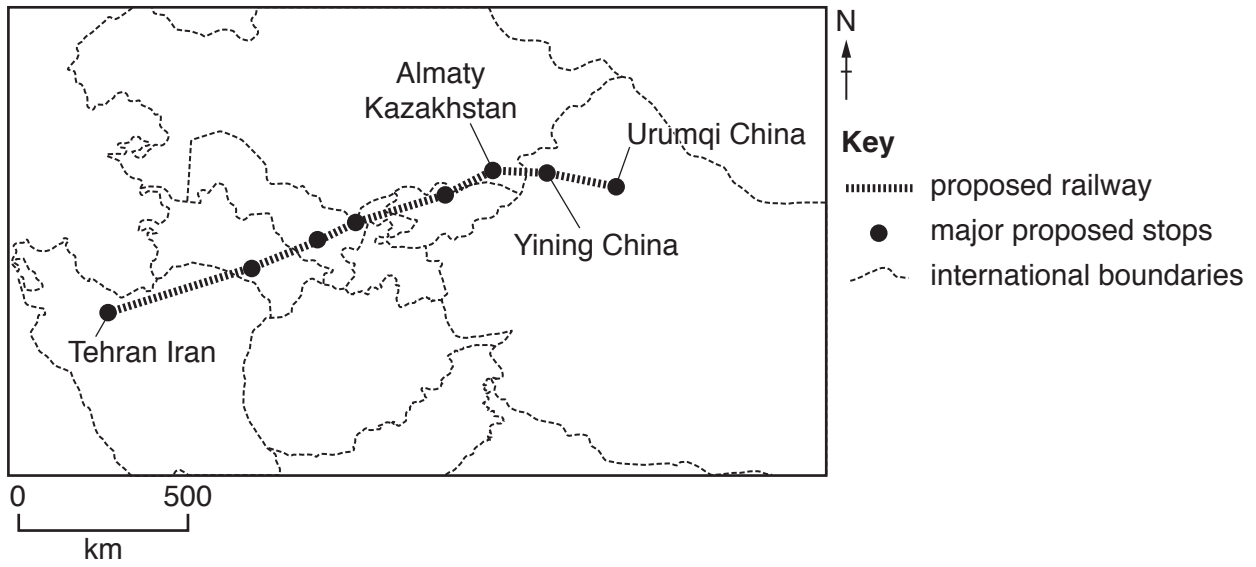 N
Almaty
Kazakhstan
Urumqi China
Key
proposed railway
major proposed stops
Yining China
international boundaries
Tehran Iran
0 500
km